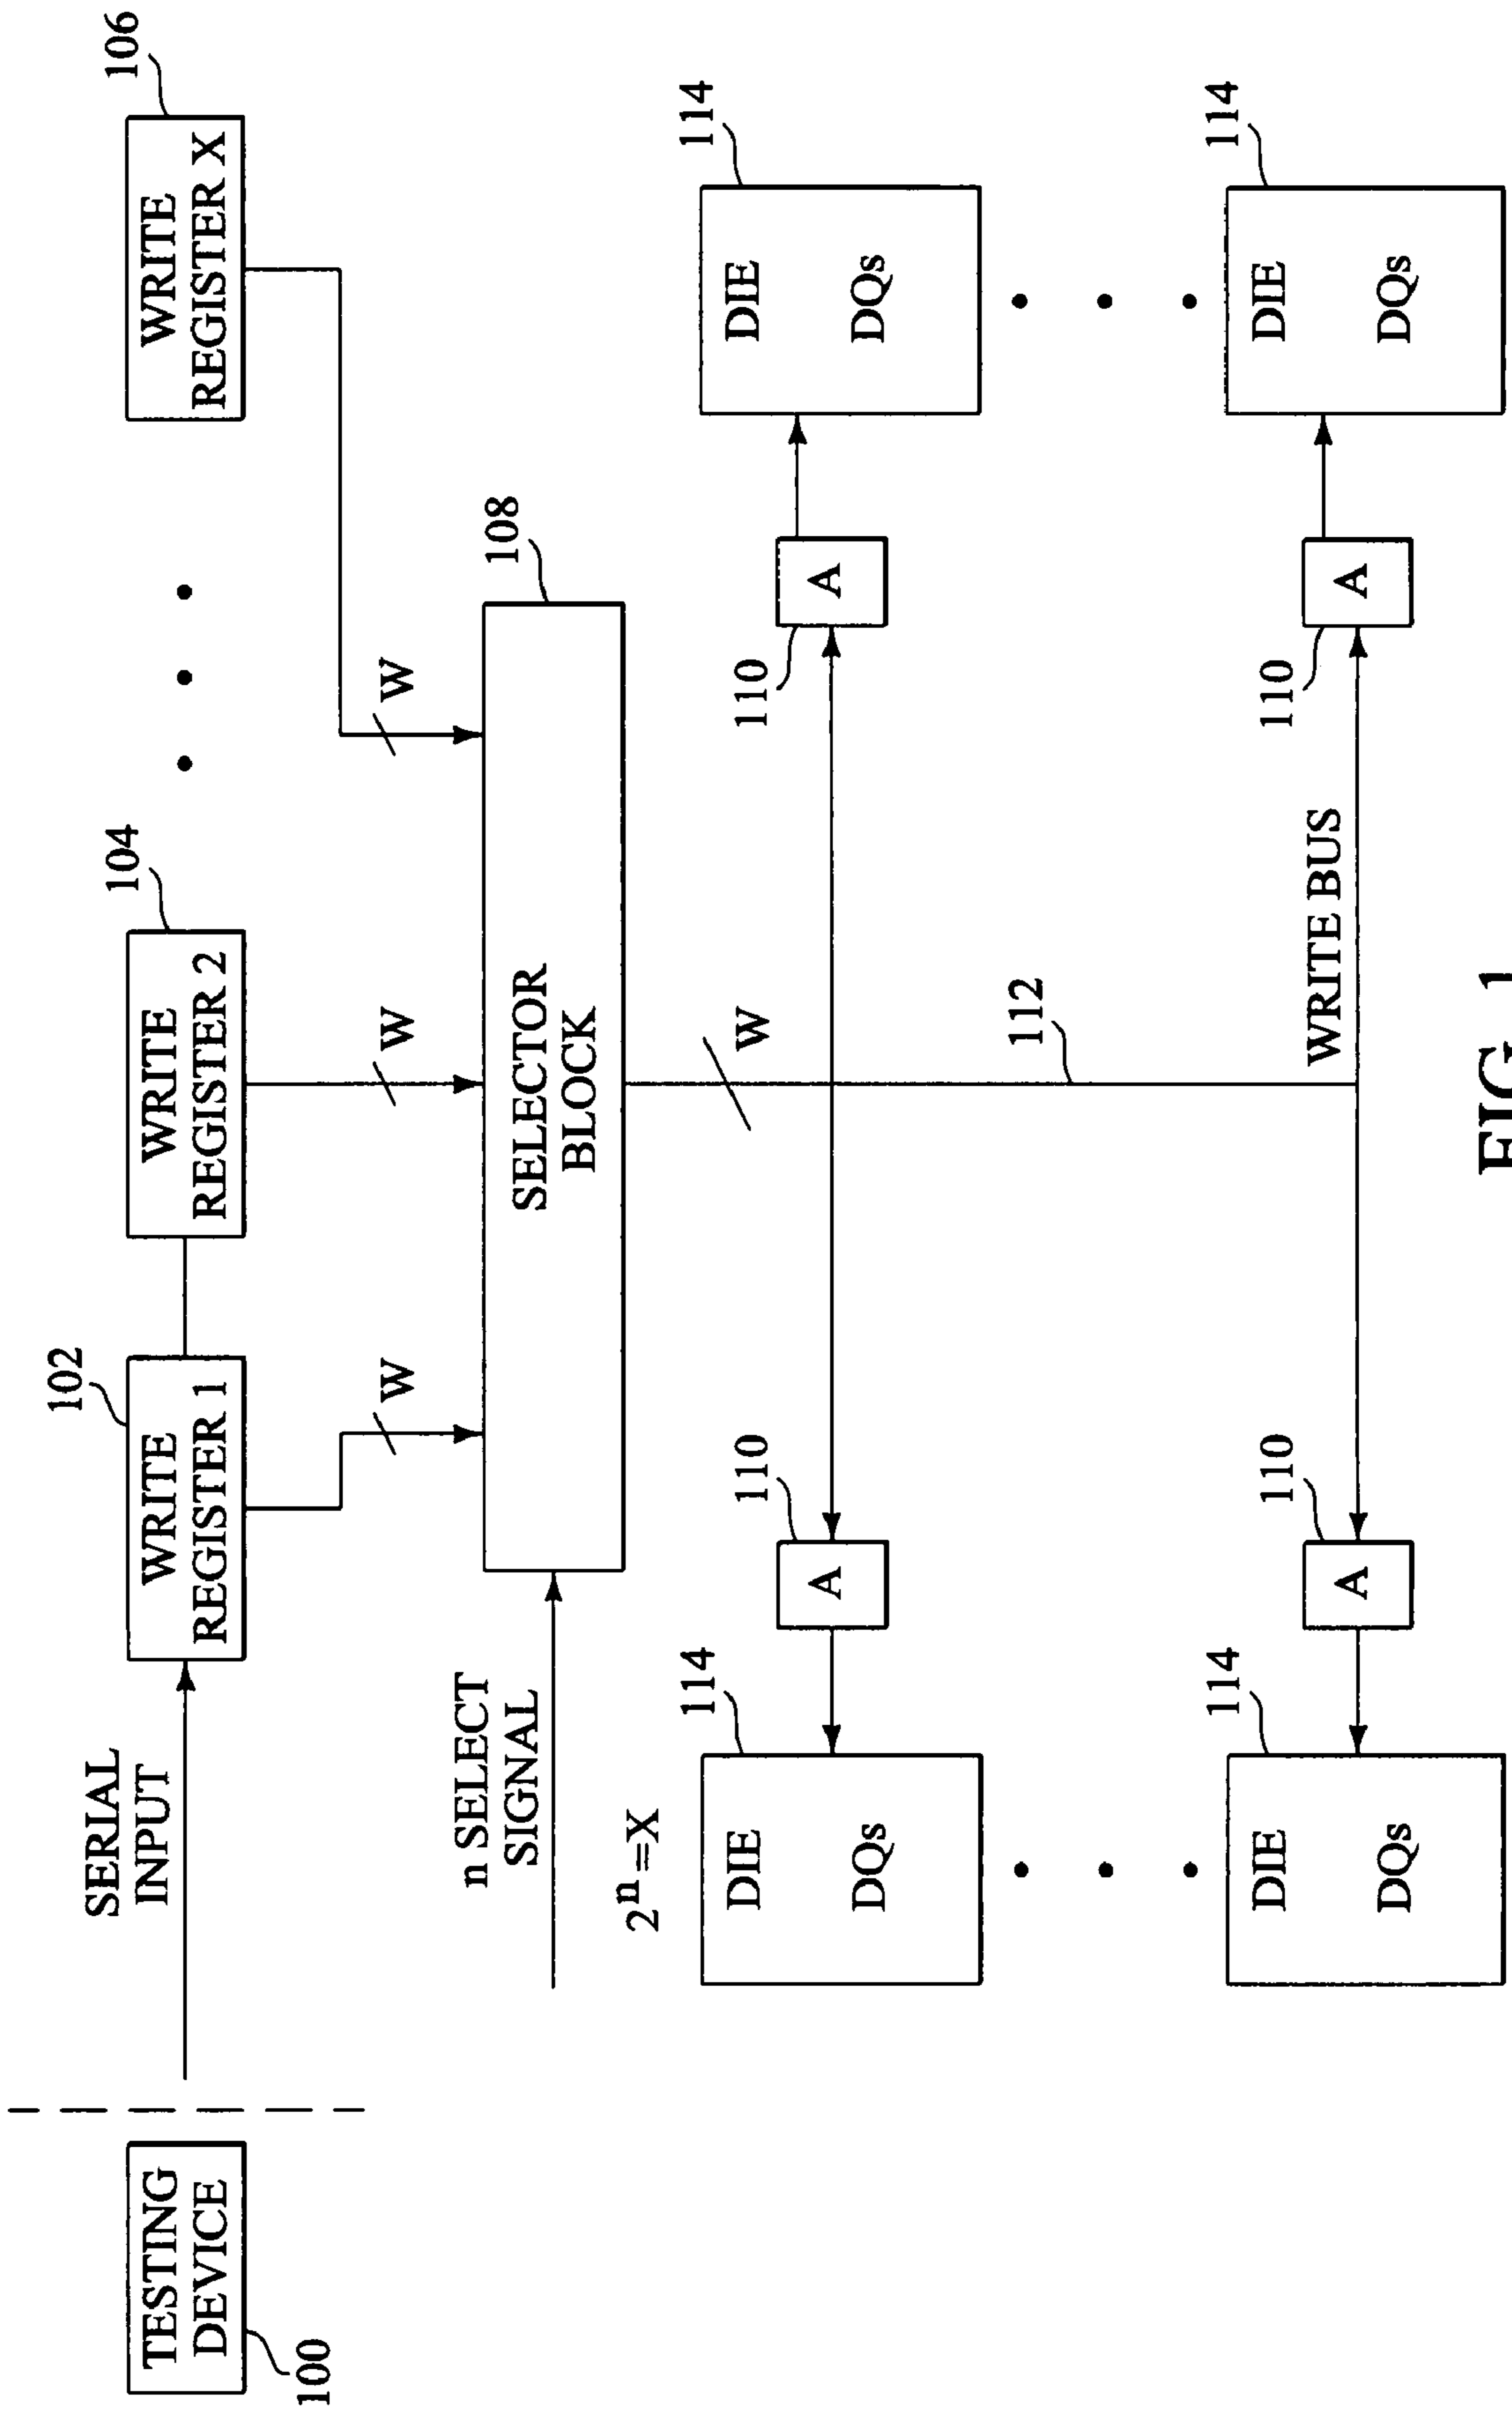 106
WRITE
REGISTER X
104
WRITE
REGISTER 2
102
WRITE
REGISTER 1
SERIAL
INPUT
TESTING
DEVICE
100
W
W
W
n SELECT
SIGNAL
2ⁿ=X
108
SELECTOR
BLOCK
W
112
WRITE BUS
114
DIE
DQs
110
A
110
A
114
DIE
DQs
114
DIE
DQs
110
A
110
A
114
DIE
DQs
FIG. 1